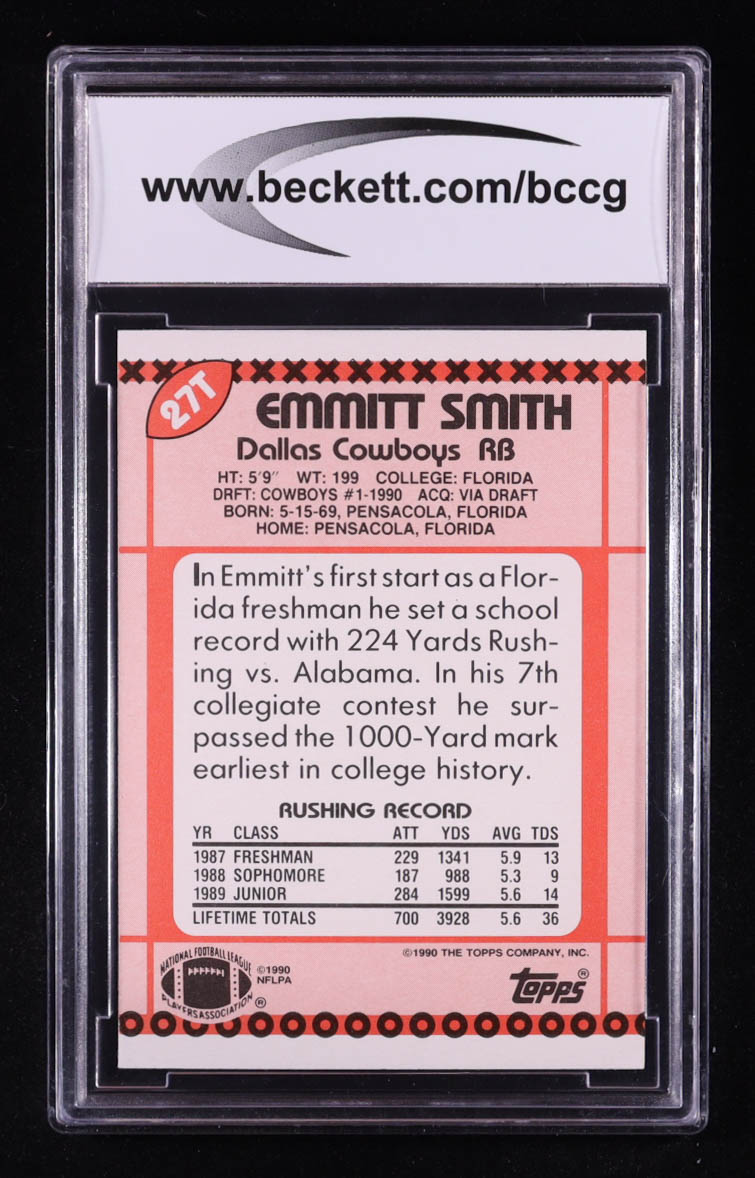 www.beckett.com/bccg
27T
EMMITT SMITH
Dallas Cowboys RB
HT: 5'9" WT: 199 COLLEGE: FLORIDA
DRFT: COWBOYS #1-1990 ACQ: VIA DRAFT
BORN: 5-15-69, PENSACOLA, FLORIDA
HOME: PENSACOLA, FLORIDA
In Emmitt's first start as a Flor-
ida freshman he set a school
record with 224 Yards Rush-
ing vs. Alabama. In his 7th
collegiate contest he sur-
passed the 1000-Yard mark
earliest in college history.
RUSHING RECORD
YR CLASS ATT YDS AVG TDS
1987 FRESHMAN 229 1341 5.9 13
1988 SOPHOMORE 187 988 5.3 9
1989 JUNIOR 284 1599 5.6 14
LIFETIME TOTALS 700 3928 5.6 36
©1990 THE TOPPS COMPANY, INC.
NATIONAL FOOTBALL LEAGUE
PLAYERS ASSOCIATION ®
©1990
NFLPA
topps®